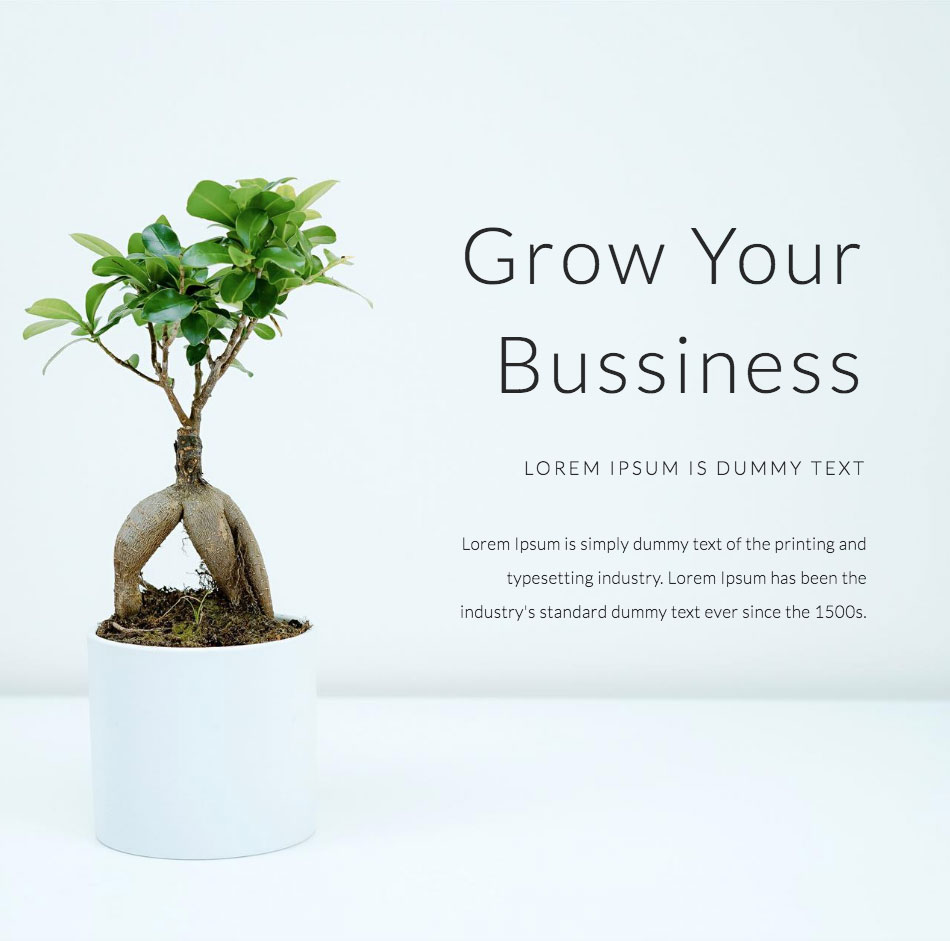 Grow Your
Bussiness
LOREM IPSUM IS DUMMY TEXT
Lorem Ipsum is simply dummy text of the printing and
typesetting industry. Lorem Ipsum has been the
industry's standard dummy text ever since the 1500s.